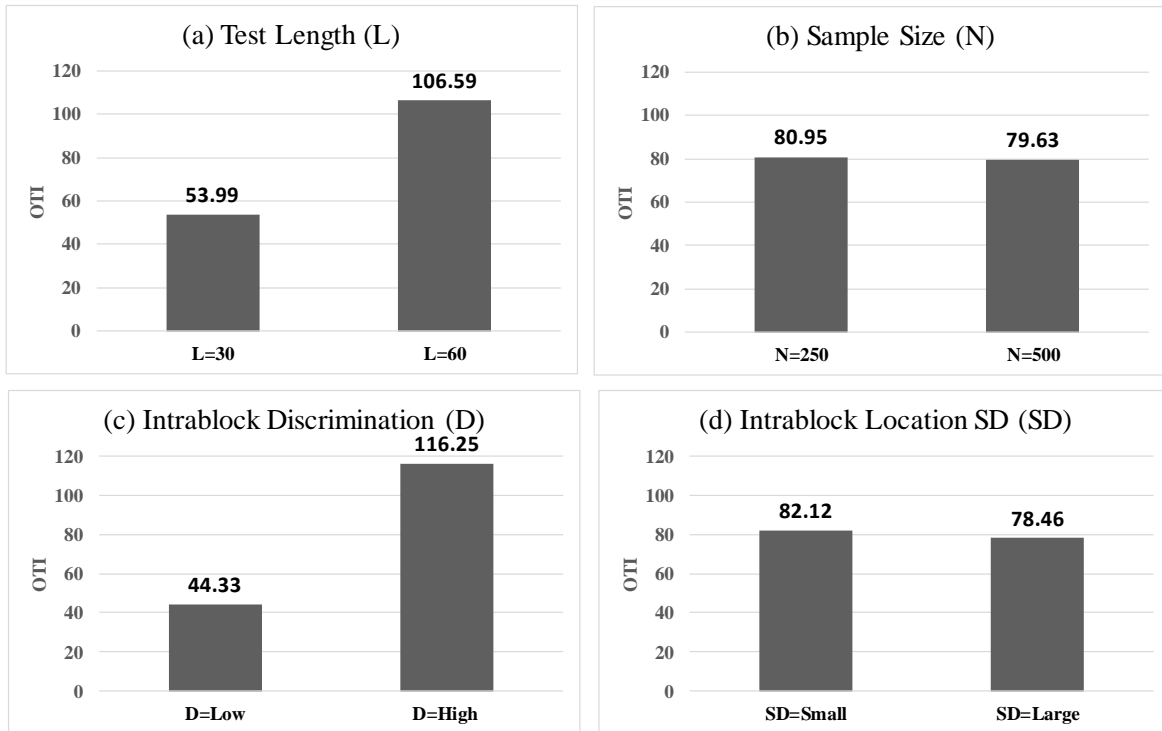 (a) Test Length (L)
OTI
120
100
80
60
40
20
0
53.99
106.59
L=30
L=60
(b) Sample Size (N)
OTI
120
100
80
60
40
20
0
80.95
79.63
N=250
N=500
(c) Intrablock Discrimination (D)
OTI
120
100
80
60
40
20
0
44.33
116.25
D=Low
D=High
(d) Intrablock Location SD (SD)
OTI
120
100
80
60
40
20
0
82.12
78.46
SD=Small
SD=Large